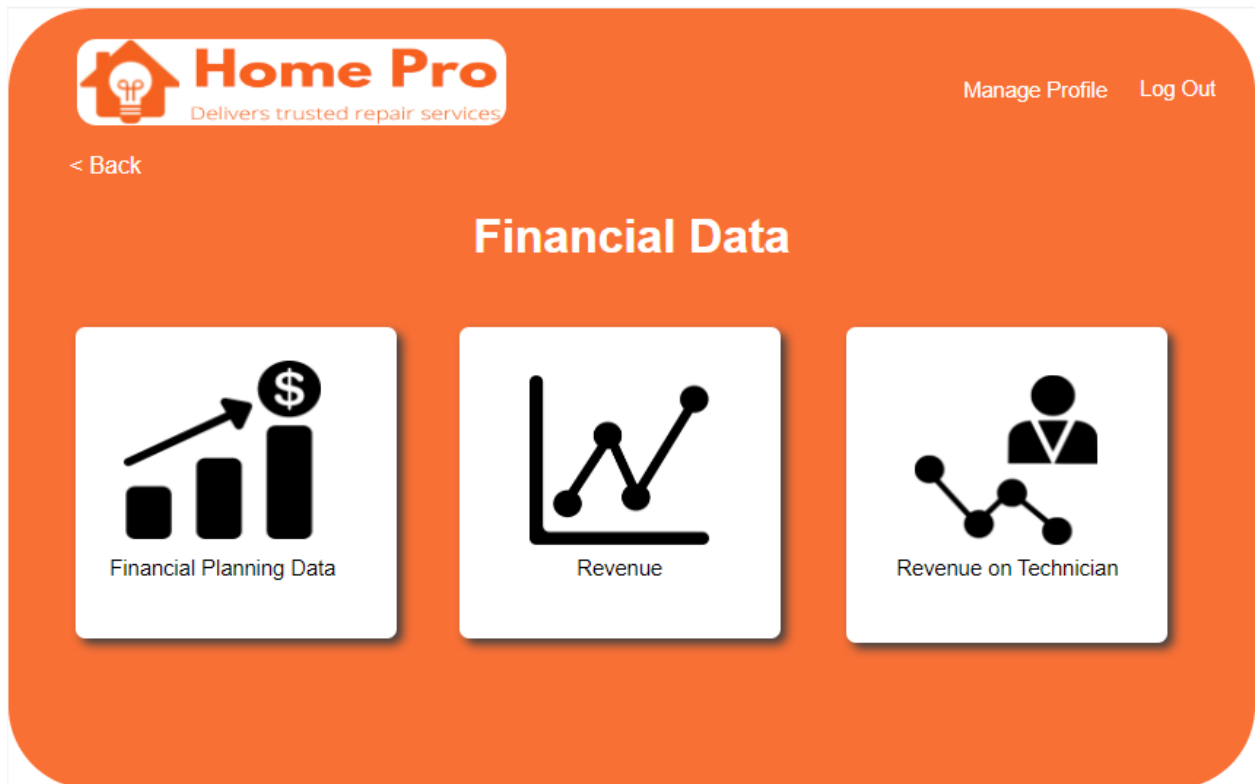 Home Pro
Delivers trusted repair services
Manage Profile Log Out
< Back
Financial Data
$
Financial Planning Data
Revenue
Revenue on Technician